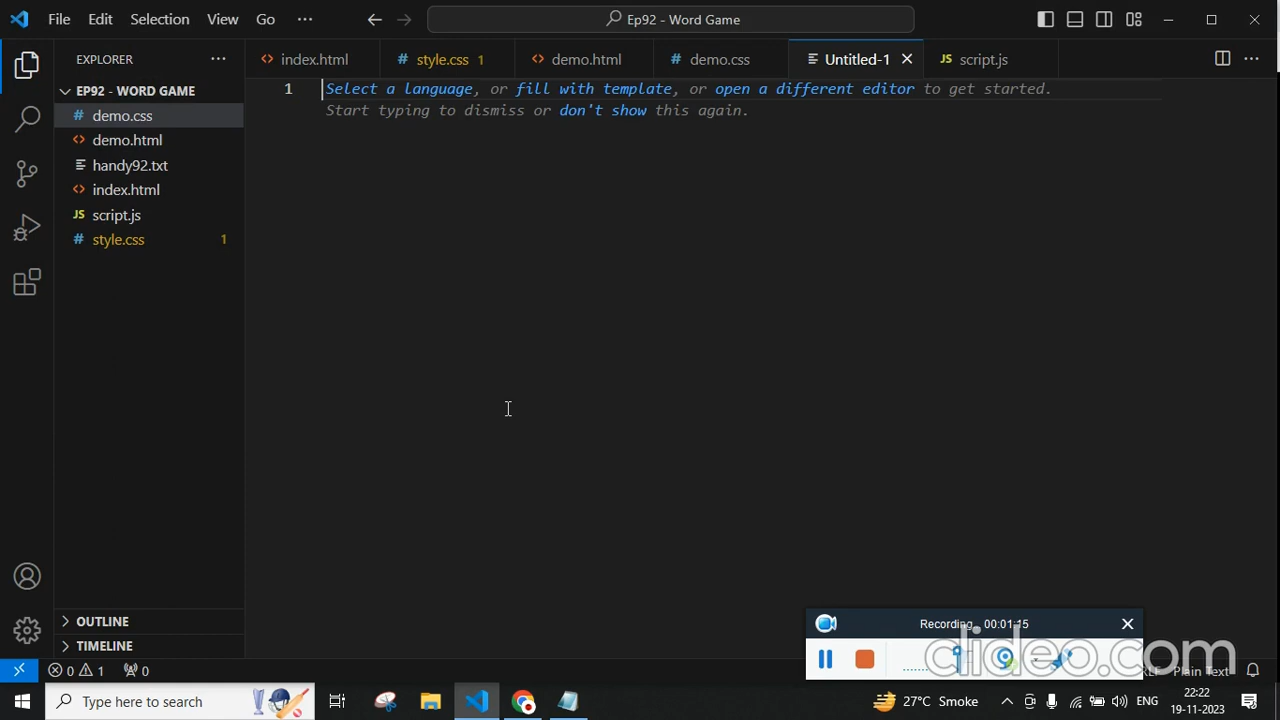 File Edit Selection View Go ··· Ep92 - Word Game
EXPLORER ··· index.html style.css 1 demo.html demo.css Untitled-1 JS script.js ···
EP92 - WORD GAME
demo.css
demo.html
handy92.txt
index.html
JS script.js
style.css 1
1 Select a language, or fill with template, or open a different editor to get started.
Start typing to dismiss or don't show this again.
OUTLINE
TIMELINE
Recording... 00:01:15
clideo.com
0 1 0 Plain Text
Type here to search 27°C Smoke ENG 22:22
19-11-2023